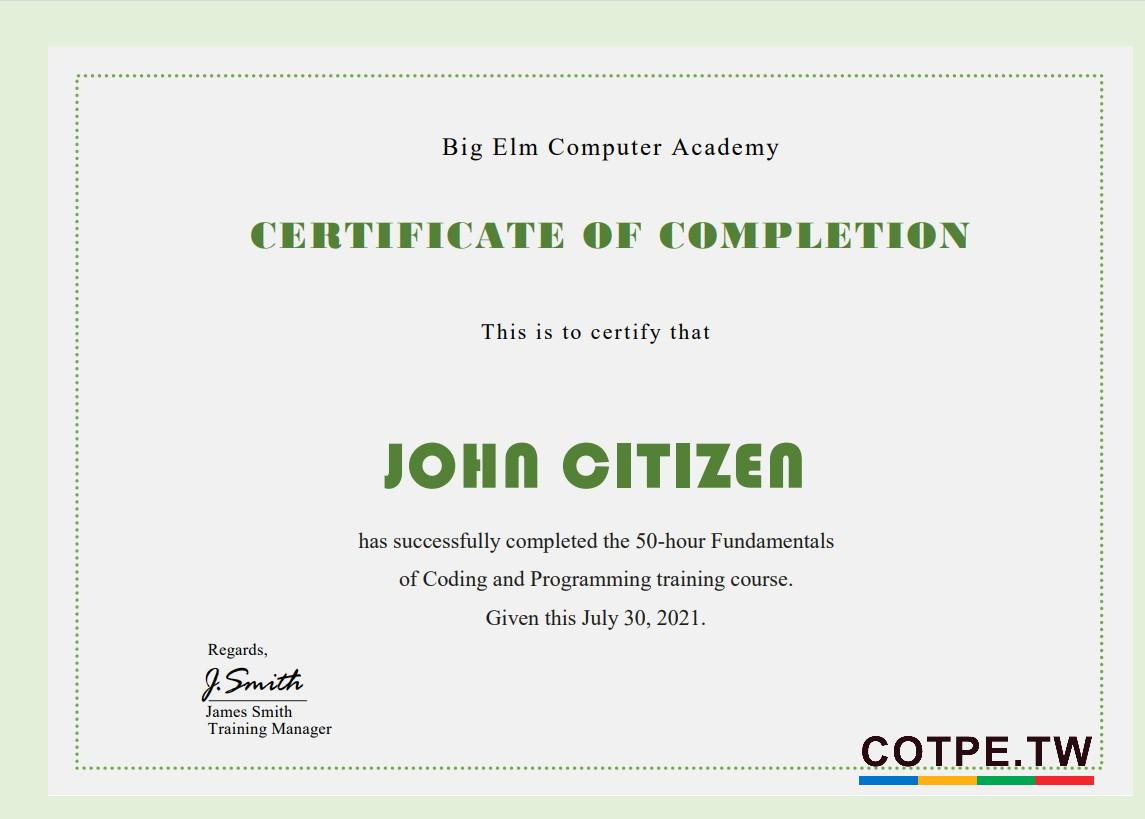 Big Elm Computer Academy
CERTIFICATE OF COMPLETION
This is to certify that
JOHN CITIZEN
has successfully completed the 50-hour Fundamentals
of Coding and Programming training course.
Given this July 30, 2021.
Regards,
J.Smith
James Smith
Training Manager
COTPE.TW